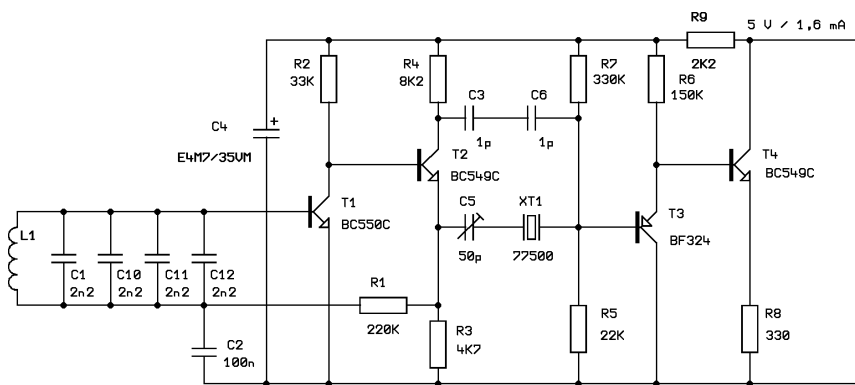 R9
5 V / 1,6 mA
2K2
R2
33K
R4
8K2
R7
330K
R6
150K
C3
1p
C6
1p
C4
+
E4M7/35VM
T2
BC549C
T4
BC549C
T1
BC550C
C5
50p
XT1
77500
T3
BF324
L1
C1
2n2
C10
2n2
C11
2n2
C12
2n2
R1
220K
C2
100n
R3
4K7
R5
22K
R8
330